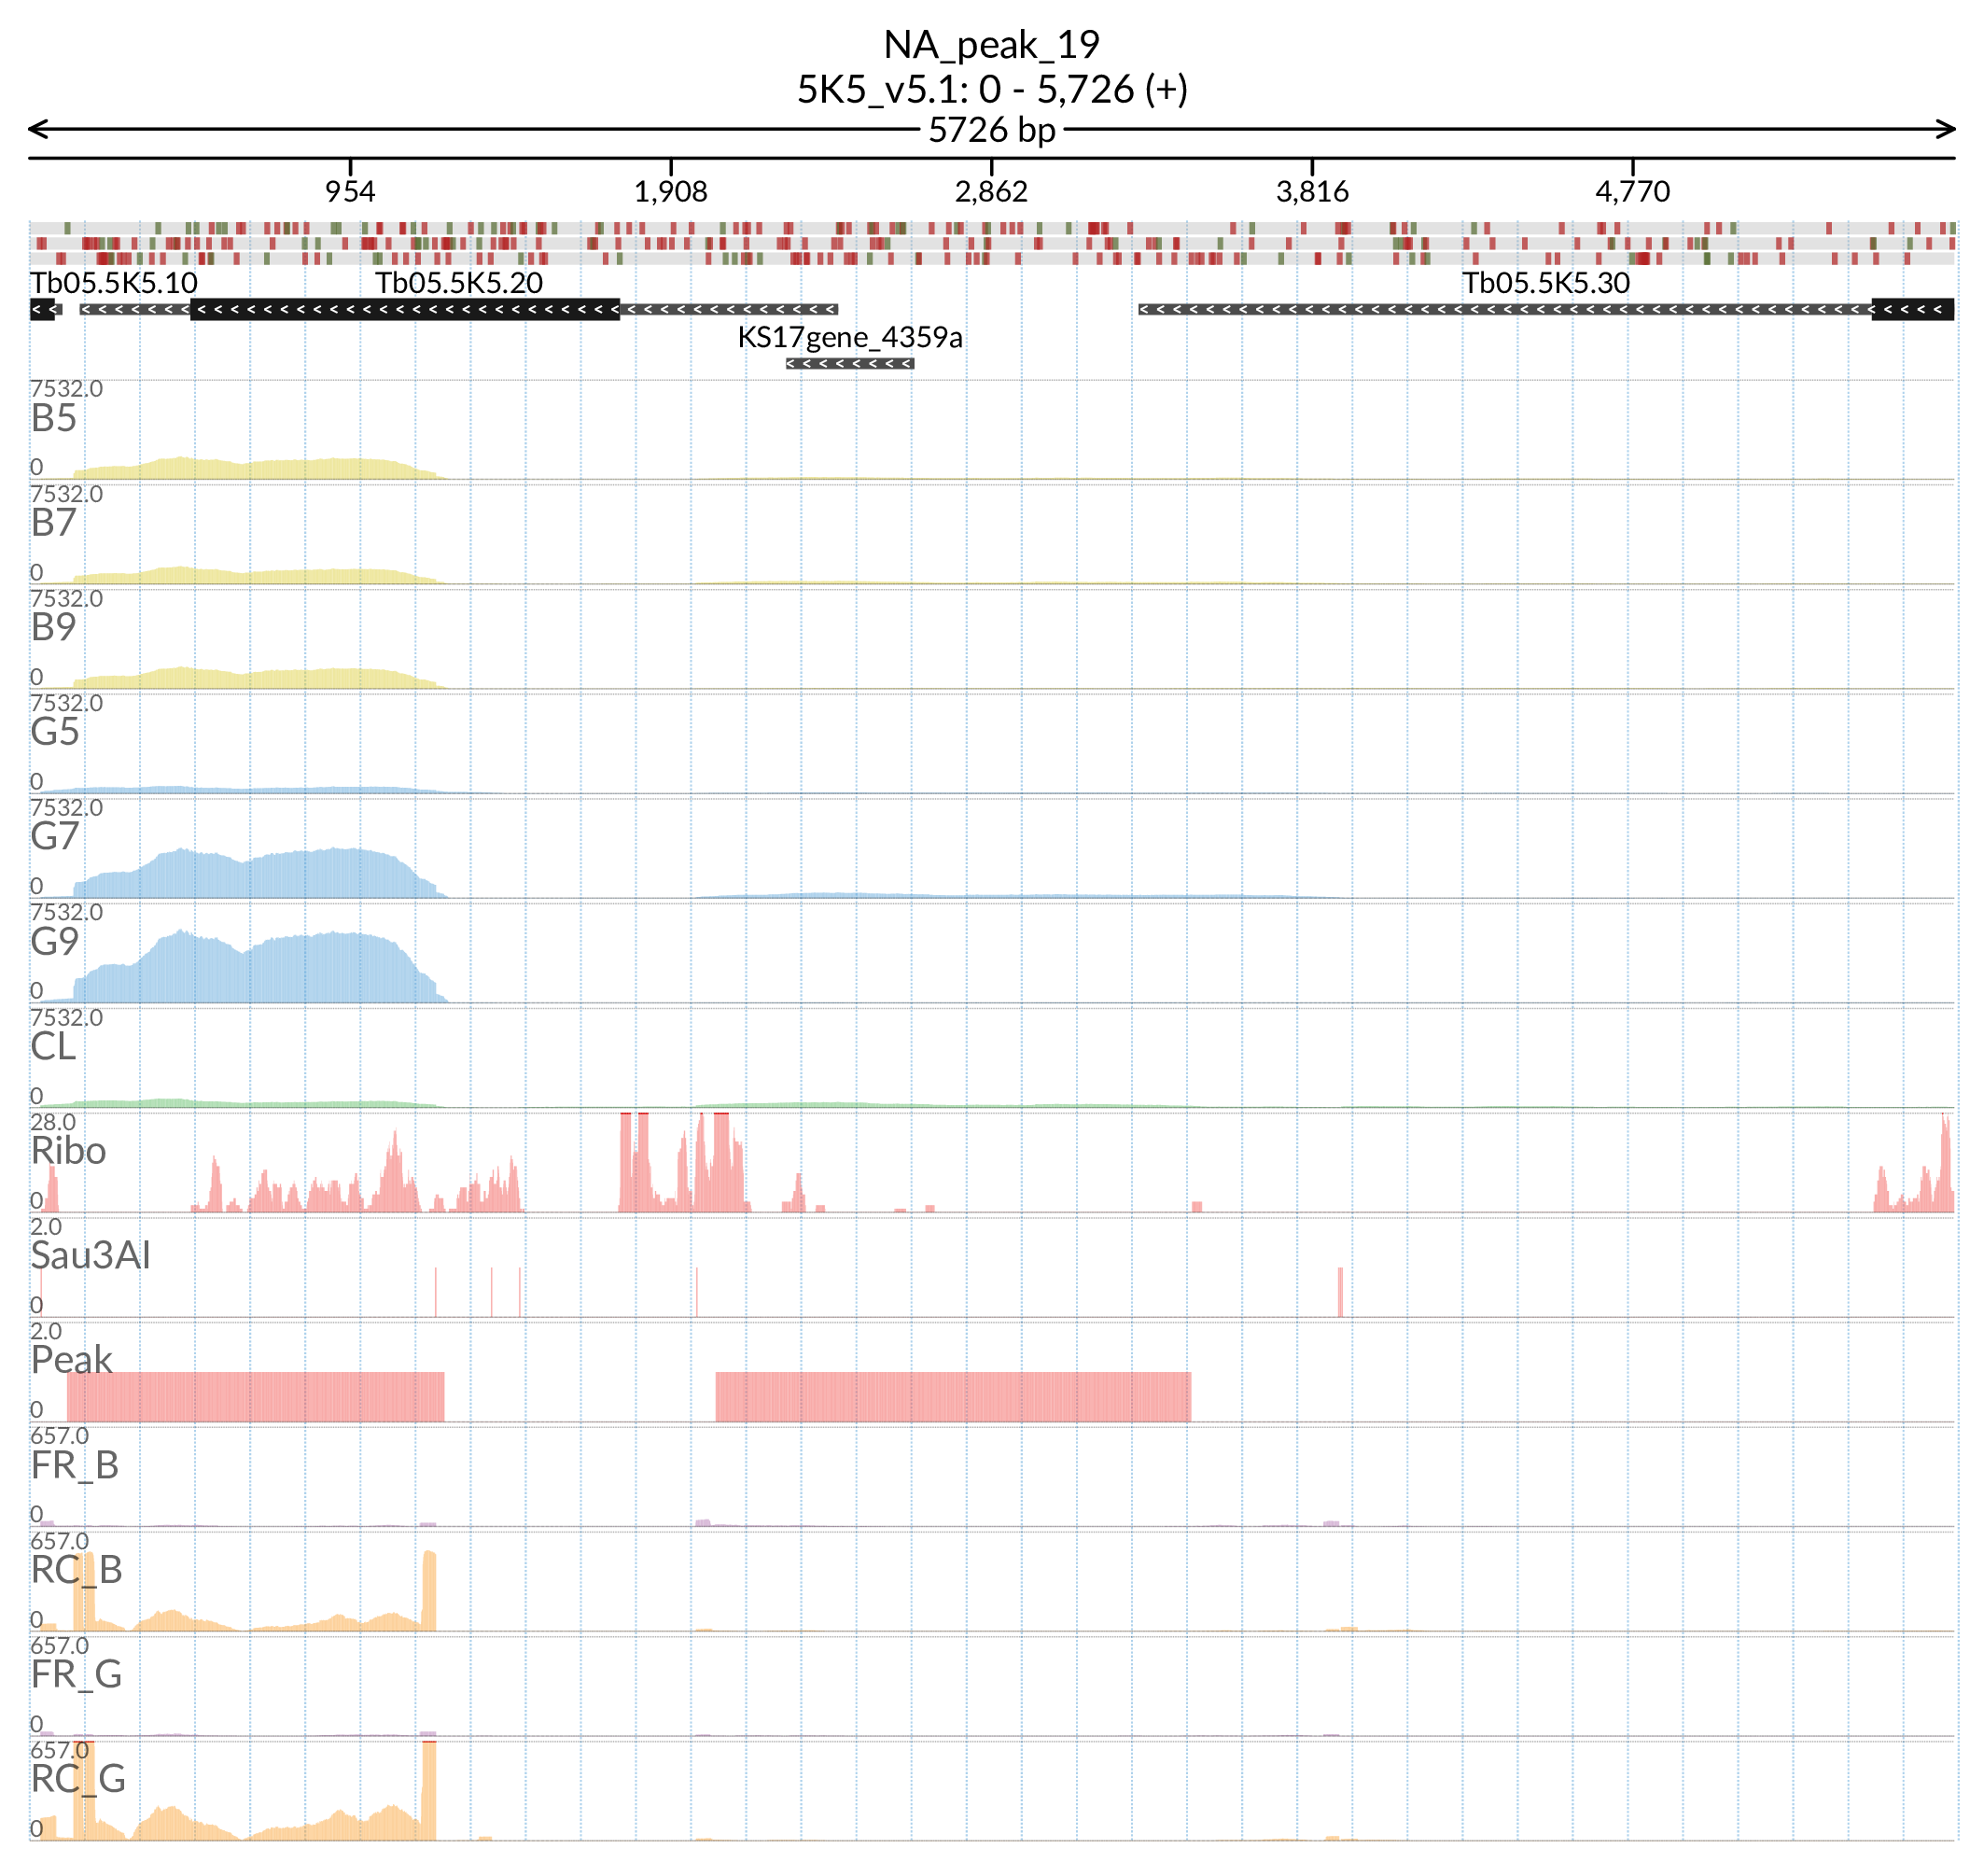 NA_peak_19
5K5_v5.1: 0 - 5,726 (+)
5726 bp
954 1,908 2,862 3,816 4,770
Tb05.5K5.10 Tb05.5K5.20 Tb05.5K5.30
KS17gene_4359a
7532.0
B5
0
7532.0
B7
0
7532.0
B9
0
7532.0
G5
0
7532.0
G7
0
7532.0
G9
0
7532.0
CL
0
28.0
Ribo
0
2.0
Sau3AI
0
2.0
Peak
0
657.0
FR_B
0
657.0
RC_B
0
657.0
FR_G
0
657.0
RC_G
0